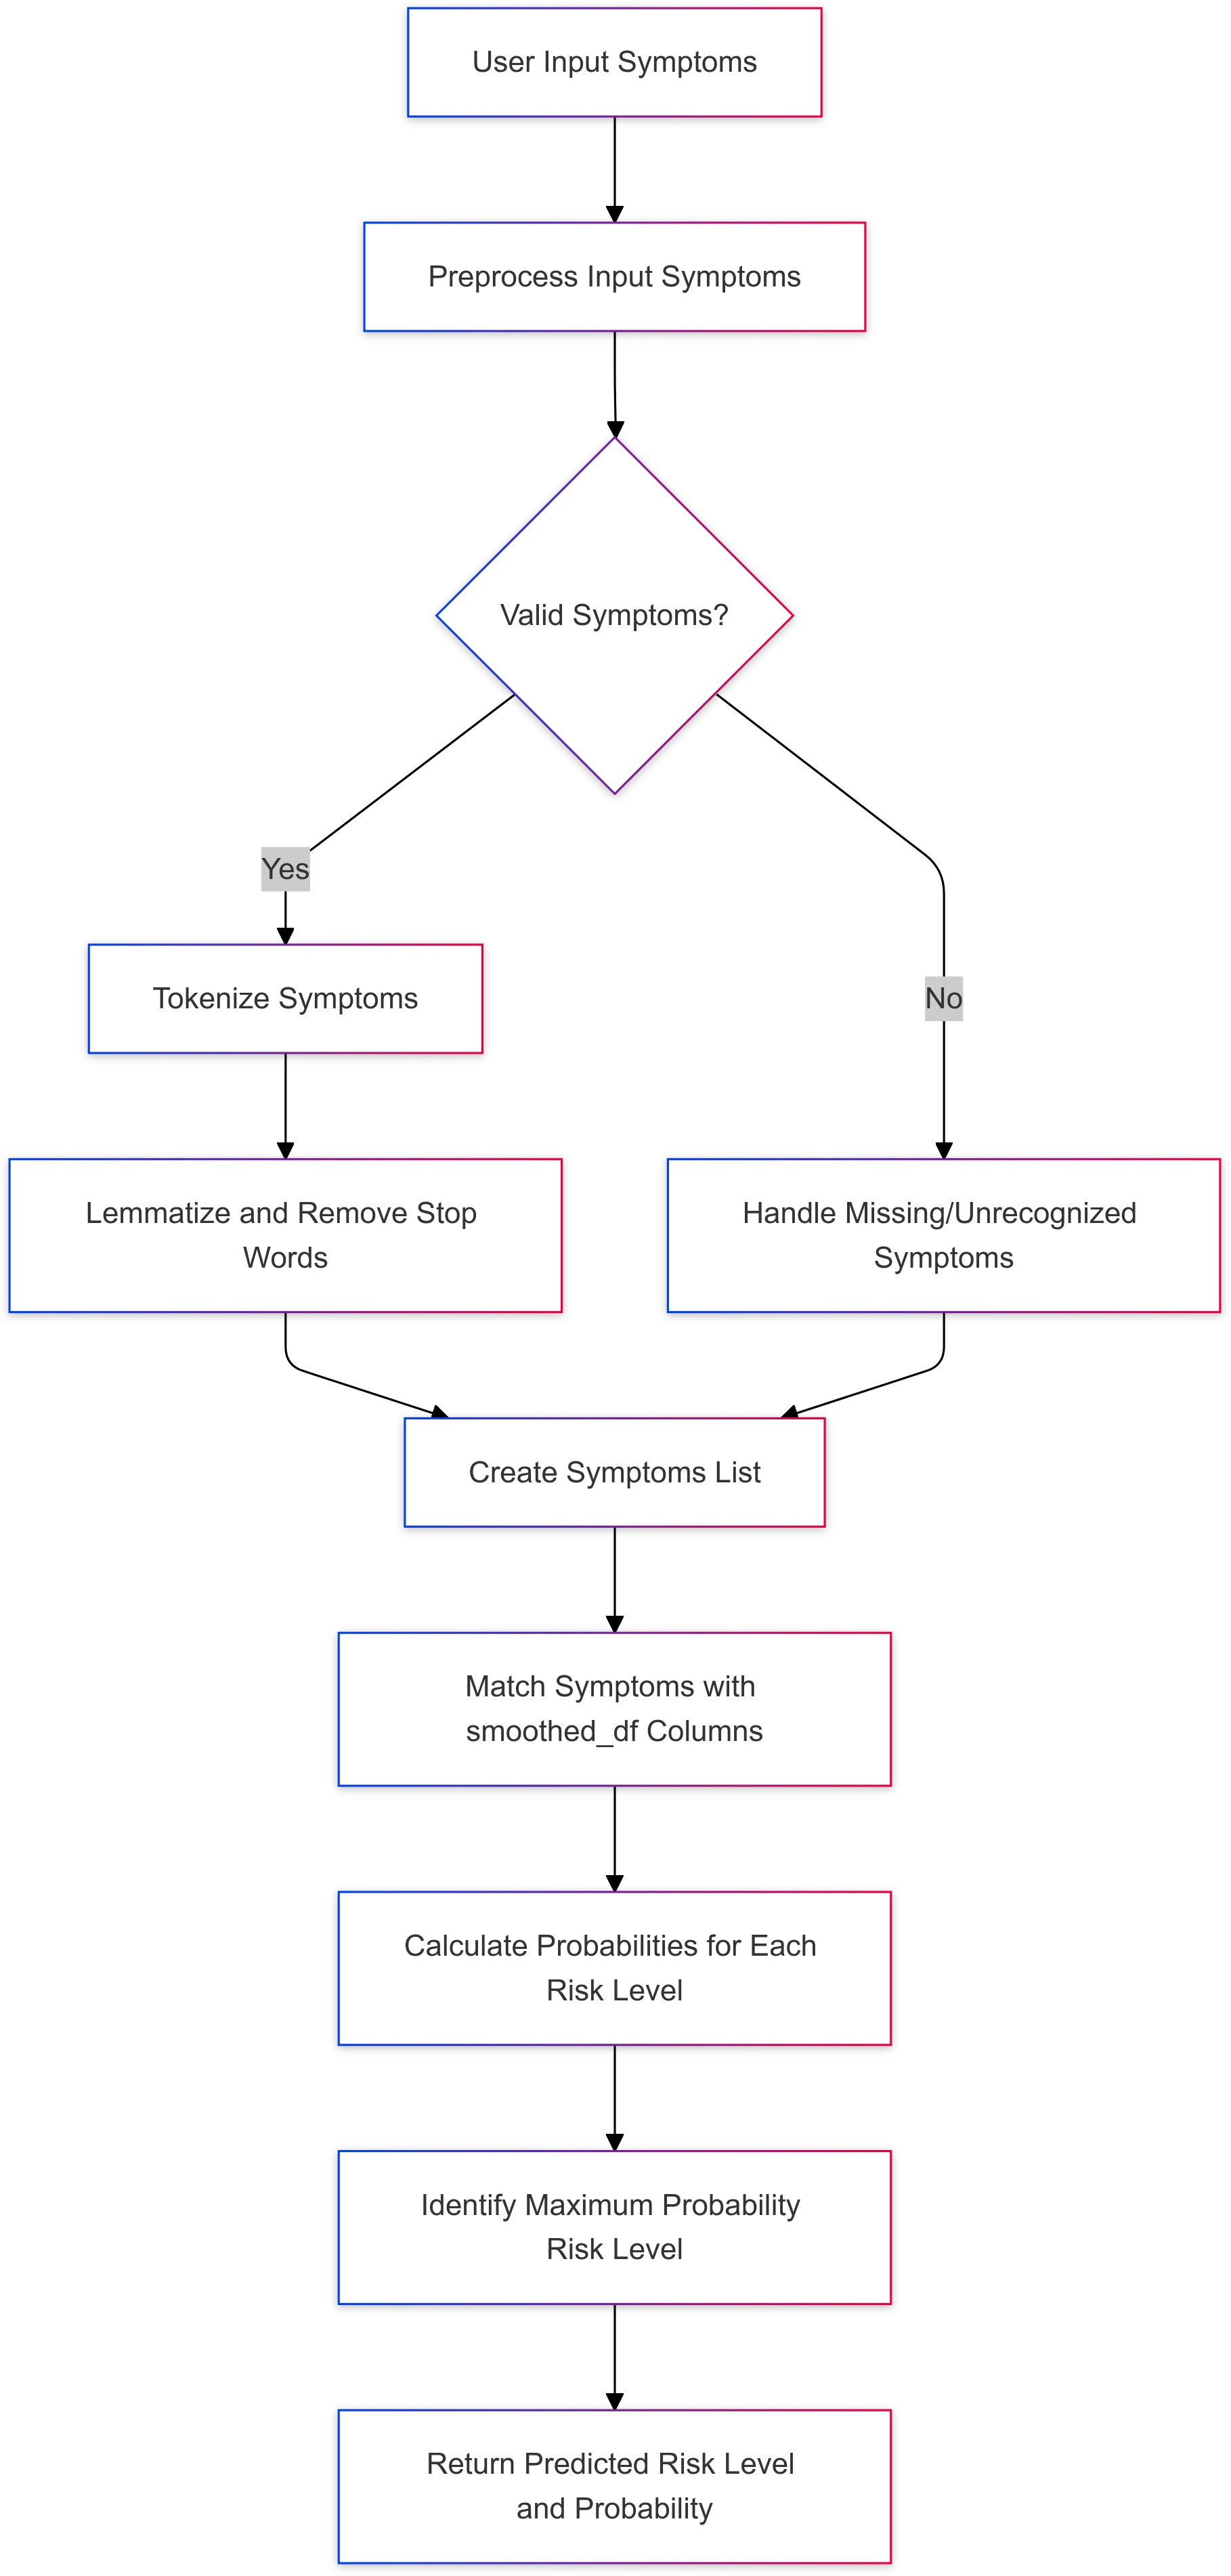 User Input Symptoms
Preprocess Input Symptoms
Valid Symptoms?
Yes
Tokenize Symptoms
No
Lemmatize and Remove Stop
Words
Handle Missing/Unrecognized
Symptoms
Create Symptoms List
Match Symptoms with
smoothed_df Columns
Calculate Probabilities for Each
Risk Level
Identify Maximum Probability
Risk Level
Return Predicted Risk Level
and Probability